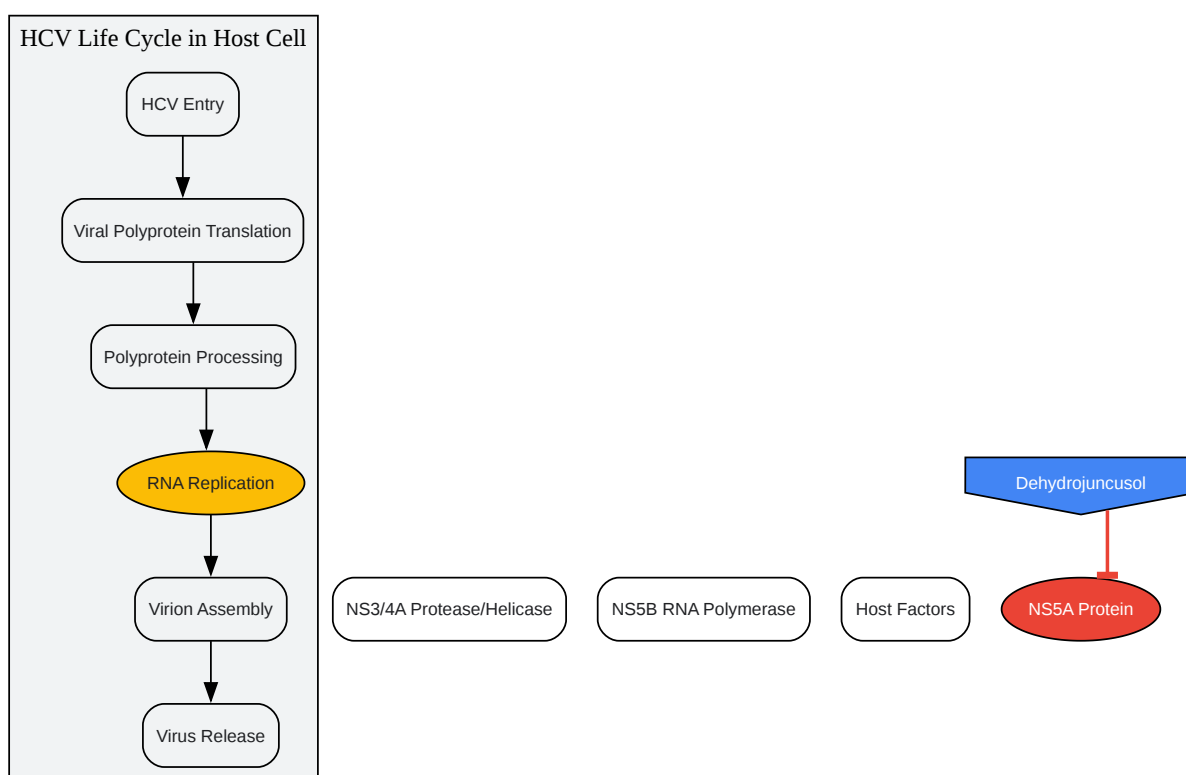 HCV Life Cycle in Host Cell
HCV Entry
Viral Polyprotein Translation
Polyprotein Processing
RNA Replication
Dehydrojuncusol
Virion Assembly
NS3/4A Protease/Helicase
NS5B RNA Polymerase
Host Factors
NS5A Protein
Virus Release